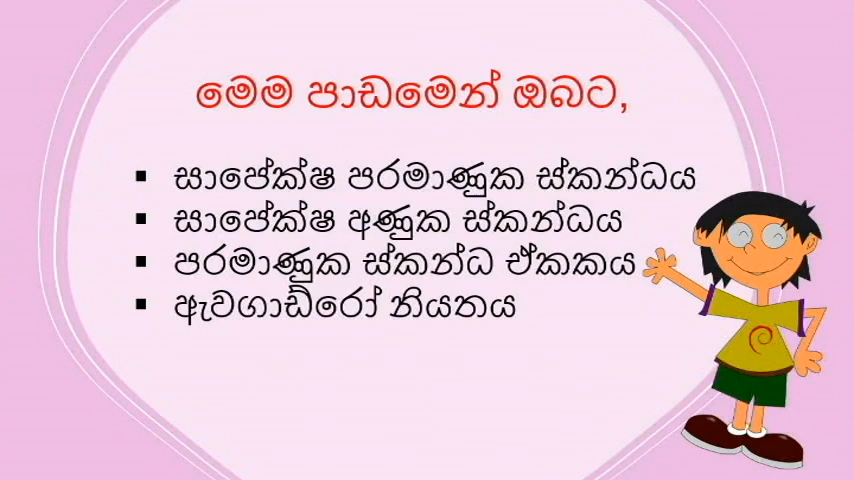 මෙම පාඩමෙන් ඔබට,
▪ සාපේක්ෂ පරමාණුක ස්කන්ධය
▪ සාපේක්ෂ අණුක ස්කන්ධය
▪ පරමාණුක ස්කන්ධ ඒකකය
▪ ඇවගාඩ්රෝ නියතය